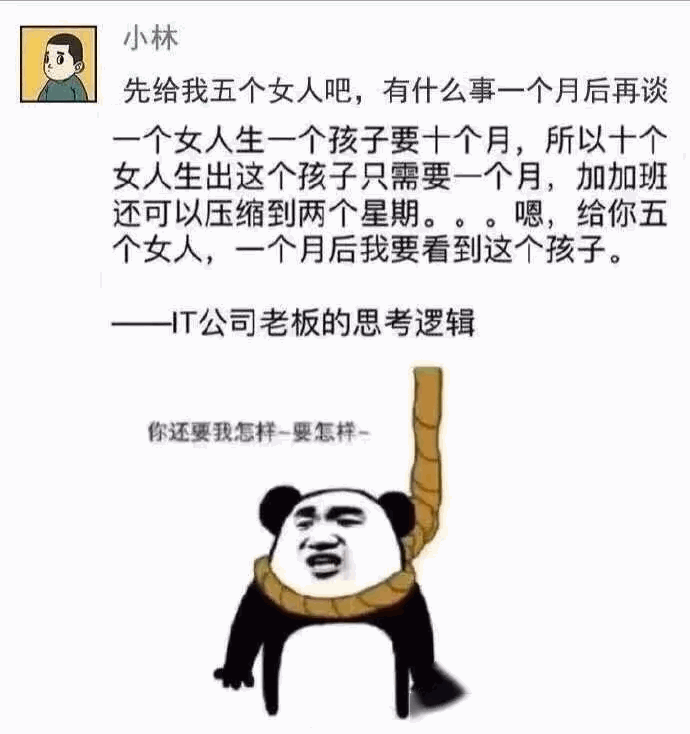 小林
先给我五个女人吧，有什么事一个月后再谈
一个女人生一个孩子要十个月，所以十个
女人生出这个孩子只需要一个月，加加班
还可以压缩到两个星期。。。嗯，给你五
个女人，一个月后我要看到这个孩子。
——IT公司老板的思考逻辑
你还要我怎样~要怎样~